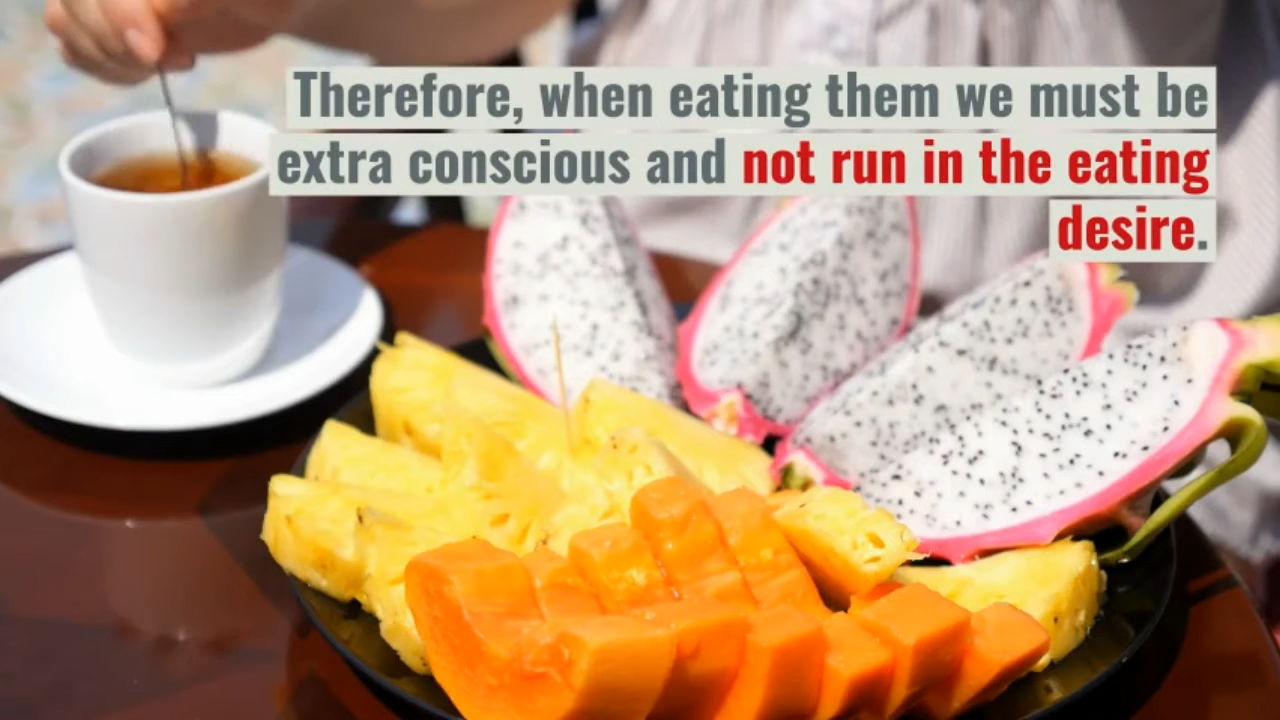 Therefore, when eating them we must be
extra conscious and not run in the eating
desire.